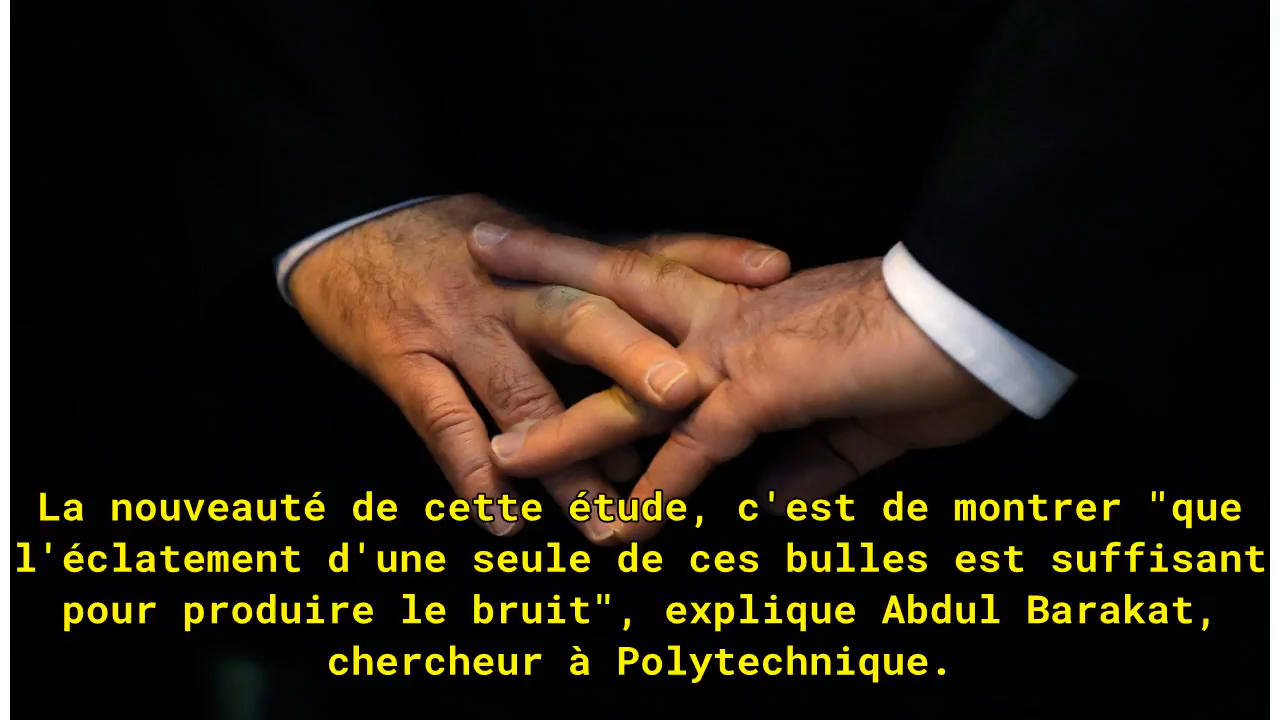 La nouveauté de cette étude, c'est de montrer "que
l'éclatement d'une seule de ces bulles est suffisant
pour produire le bruit", explique Abdul Barakat,
chercheur à Polytechnique.